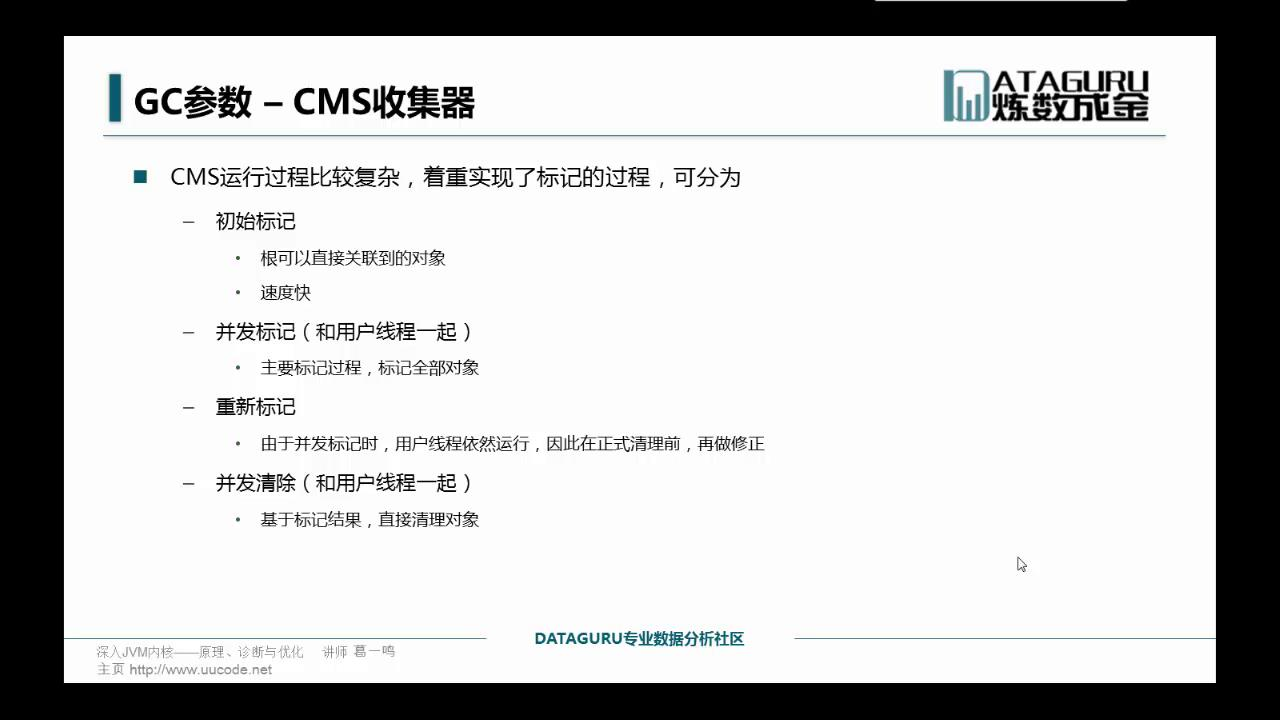 GC参数 – CMS收集器
DATAGURU
炼数成金
■ CMS运行过程比较复杂，着重实现了标记的过程，可分为
– 初始标记
• 根可以直接关联到的对象
• 速度快
– 并发标记（和用户线程一起）
• 主要标记过程，标记全部对象
– 重新标记
• 由于并发标记时，用户线程依然运行，因此在正式清理前，再做修正
– 并发清除（和用户线程一起）
• 基于标记结果，直接清理对象
DATAGURU专业数据分析社区
深入JVM内核——原理、诊断与优化 讲师 葛一鸣
主页 http://www.uucode.net